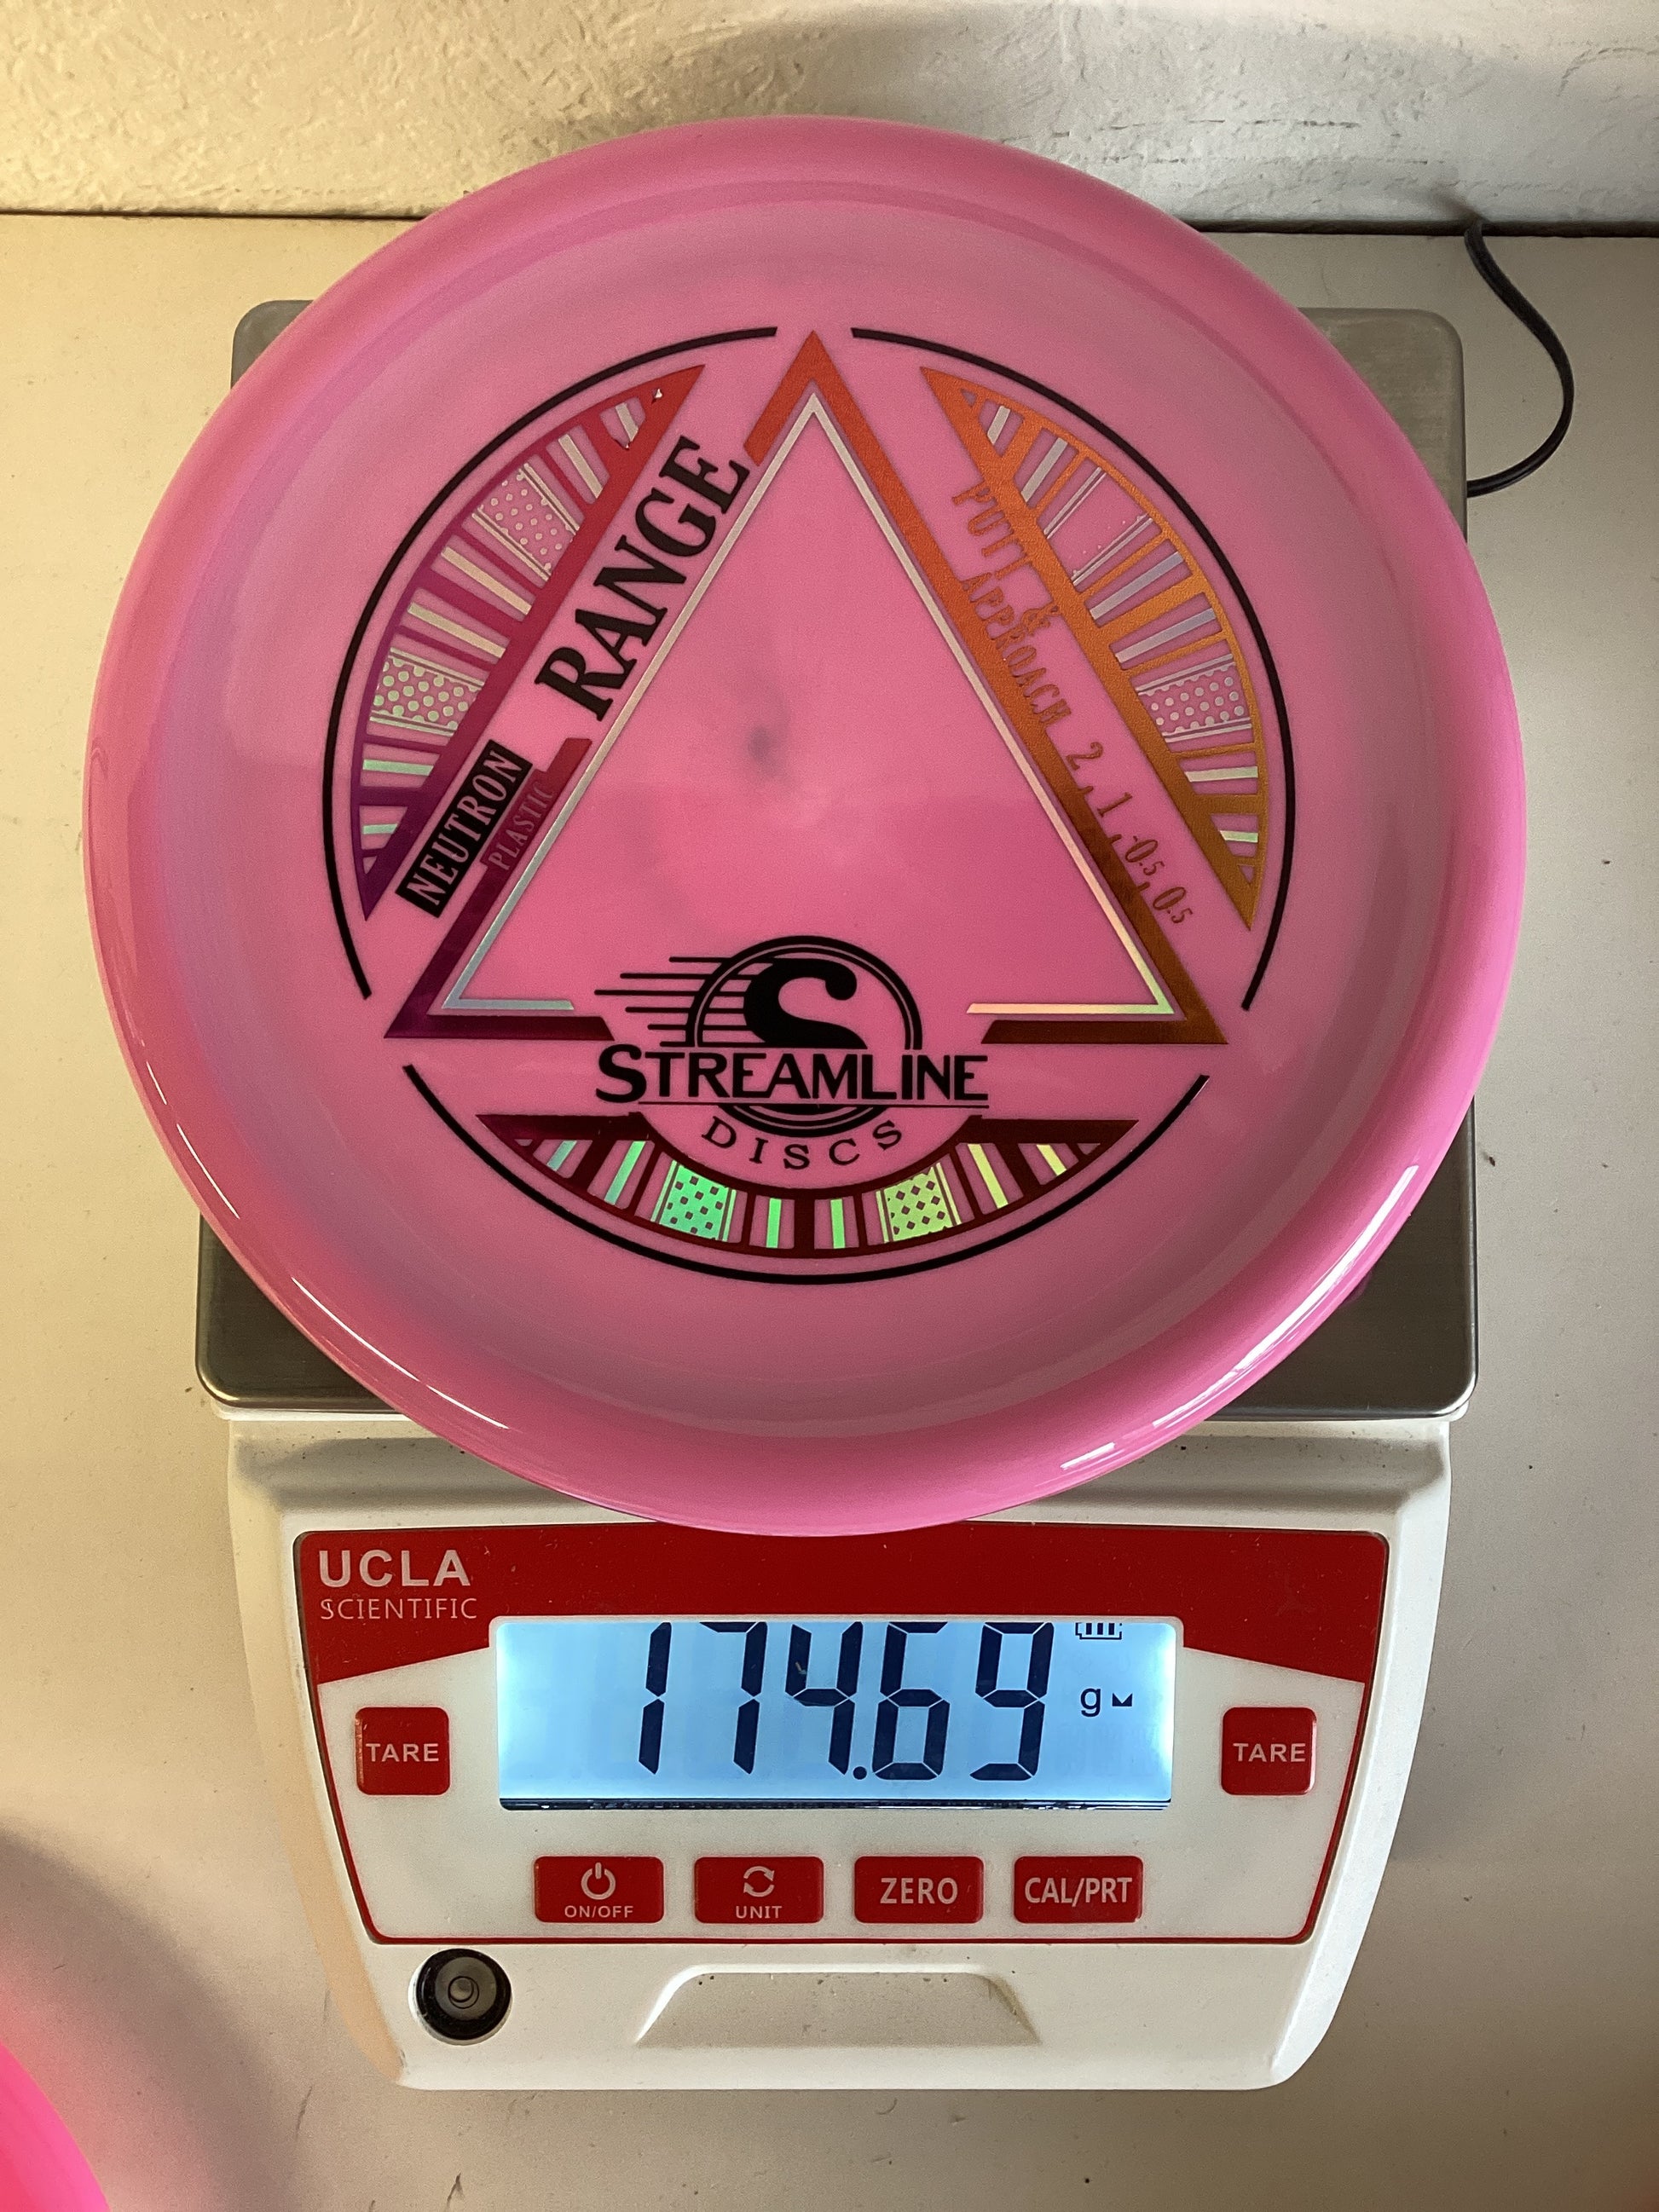 RANGE
NEUTRON
PLASTIC
PUTT &
APPROACH 2, 1, -0.5, 0.5
S
STREAMLINE
DISCS
UCLA
SCIENTIFIC
174.69
g
TARE
TARE
ON/OFF
UNIT
ZERO
CAL/PRT